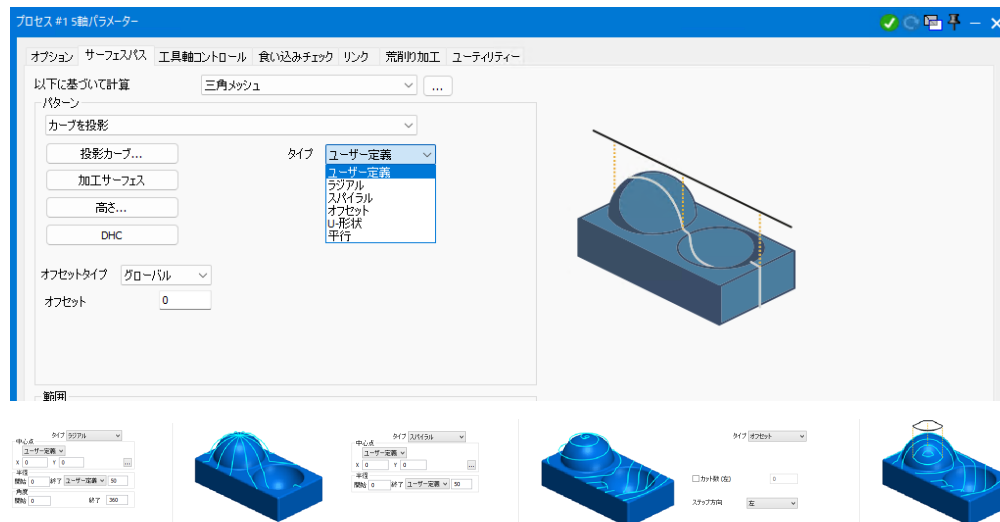 プロセス #1 5軸パラメーター
オプション サーフェスパス 工具軸コントロール 食い込みチェック リンク 荒削り加工 ユーティリティー
以下に基づいて計算 三角メッシュ ...
パターン
カーブを投影
投影カーブ... タイプ ユーザー定義
ユーザー定義
加工サーフェス
ラジアル
スパイラル
高さ...
オフセット
U-形状
DHC
平行
オフセットタイプ グローバル
オフセット 0
範囲
タイプ ラジアル
中心点
ユーザー定義
X 0 Y 0 ...
半径
開始 0 終了 ユーザー定義 50
角度
開始 0 終了 360
タイプ スパイラル
中心点
ユーザー定義
X 0 Y 0 ...
半径
開始 0 終了 ユーザー定義 50
タイプ オフセット
カット数 (左) 0
ステップ方向 左